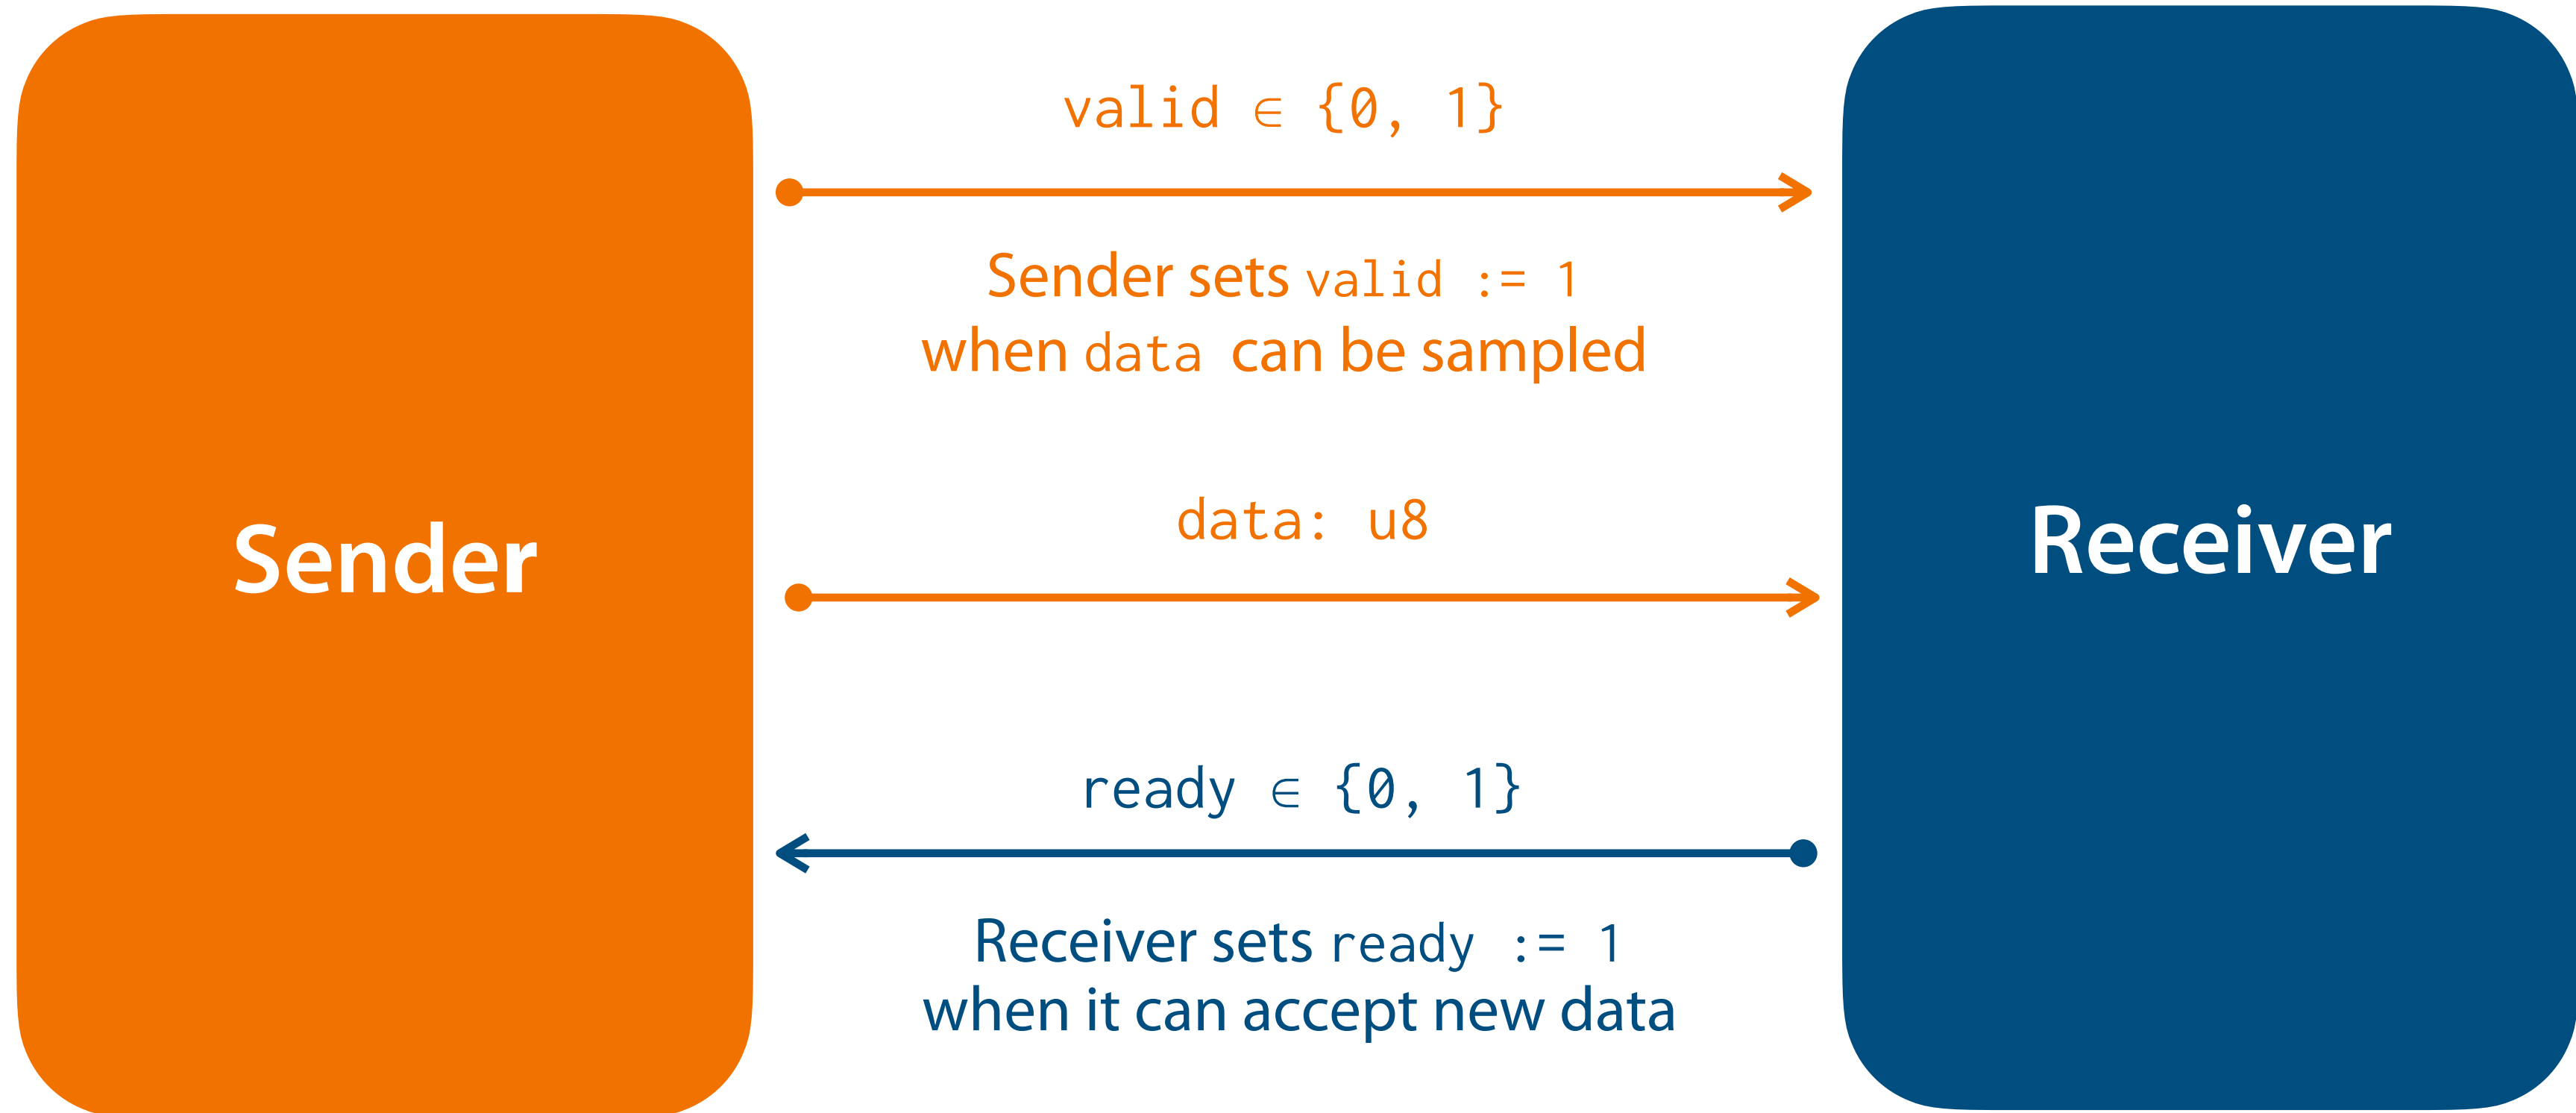 valid ∈ {0, 1}
Sender sets valid := 1
when data can be sampled
Sender
data: u8
Receiver
ready ∈ {0, 1}
Receiver sets ready := 1
when it can accept new data